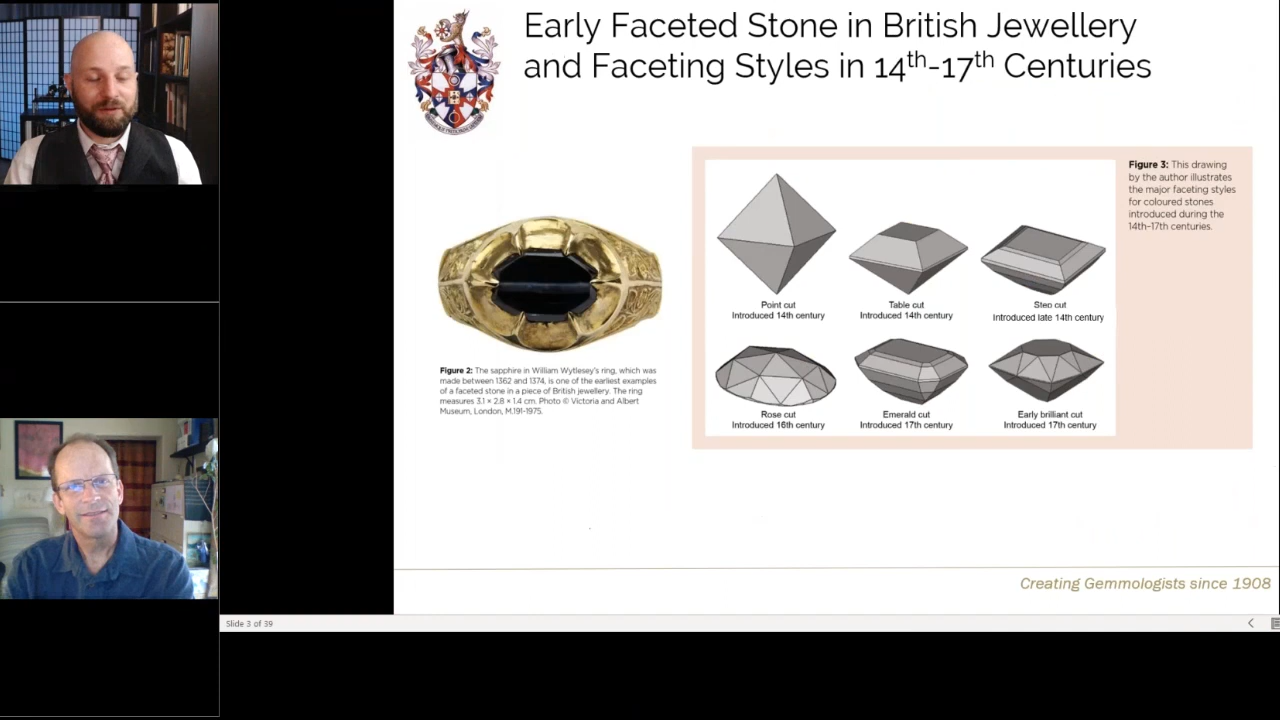 Early Faceted Stone in British Jewellery
and Faceting Styles in 14th-17th Centuries
Figure 2: The sapphire in William Wytlesey's ring, which was
made between 1362 and 1374, is one of the earliest examples
of a faceted stone in a piece of British jewellery. The ring
measures 3.1 × 2.8 × 1.4 cm. Photo © Victoria and Albert
Museum, London, M.191-1975.
Point cut
Introduced 14th century
Table cut
Introduced 14th century
Step cut
Introduced late 14th century
Rose cut
Introduced 16th century
Emerald cut
Introduced 17th century
Early brilliant cut
Introduced 17th century
Figure 3: This drawing
by the author illustrates
the major faceting styles
for coloured stones
introduced during the
14th-17th centuries.
Creating Gemmologists since 1908
Slide 3 of 39